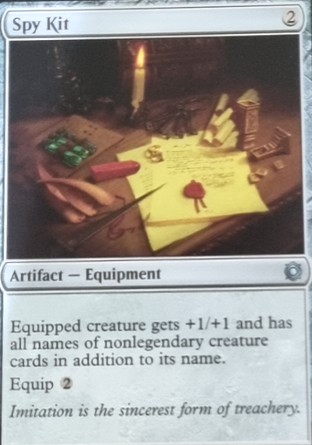 Spy Kit 2
Artifact — Equipment
Equipped creature gets +1/+1 and has
all names of nonlegendary creature
cards in addition to its name.
Equip 2
Imitation is the sincerest form of treachery.